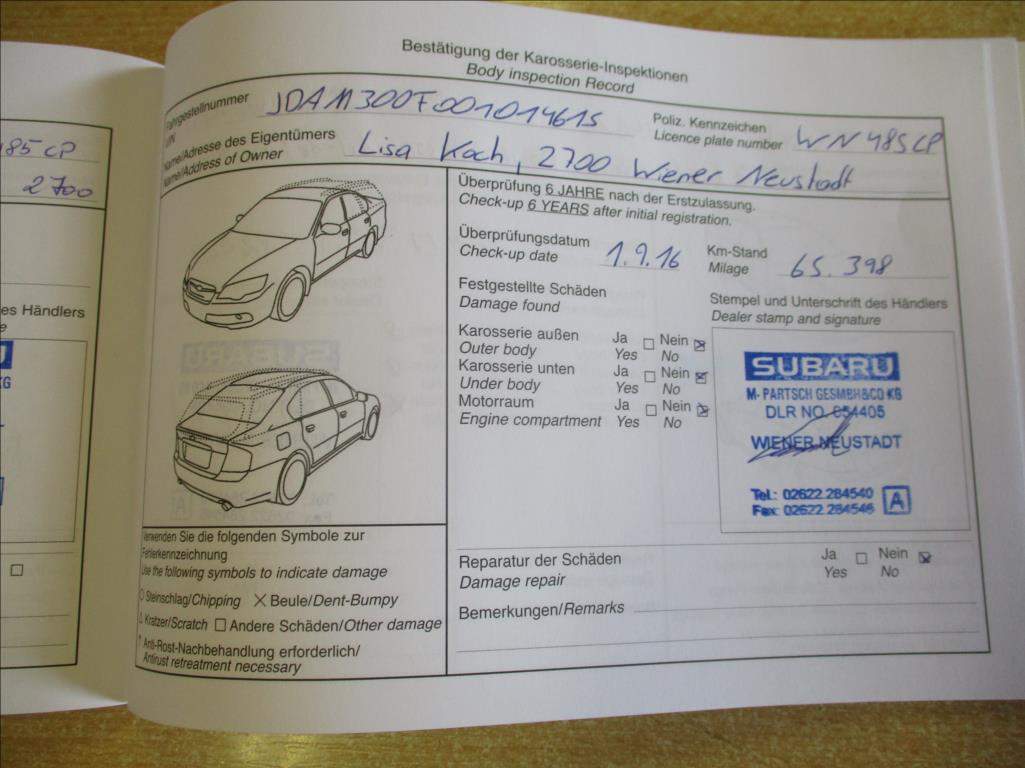 185 CP
2700
es Händlers
KG
Bestätigung der Karosserie-Inspektionen
Body inspection Record
Fahrgestellnummer JDAM300F001014615
VIN
Poliz. Kennzeichen WN 485CP
Licence plate number
Name/Adresse des Eigentümers Lisa Koch, 2700 Wiener Neustadt
Name/Address of Owner
Überprüfung 6 JAHRE nach der Erstzulassung.
Check-up 6 YEARS after initial registration.
Überprüfungsdatum 1.9.16 Km-Stand 65.398
Check-up date Milage
Festgestellte Schäden
Damage found
Stempel und Unterschrift des Händlers
Dealer stamp and signature
Karosserie außen Ja Nein
Outer body Yes No
Karosserie unten Ja Nein
Under body Yes No
Motorraum Ja Nein
Engine compartment Yes No
SUBARU
M. PARTSCH GESMBH&CO KG
DLR NO. 054405
WIENER NEUSTADT
Tel.: 02622 284540
Fax: 02622 284546 A
Verwenden Sie die folgenden Symbole zur
Fehlerkennzeichnung
Use the following symbols to indicate damage
○ Steinschlag/Chipping ✕ Beule/Dent-Bumpy
Kratzer/Scratch □ Andere Schäden/Other damage
* Anti-Rost-Nachbehandlung erforderlich/
Antirust retreatment necessary
Reparatur der Schäden Ja Nein
Damage repair Yes No
Bemerkungen/Remarks